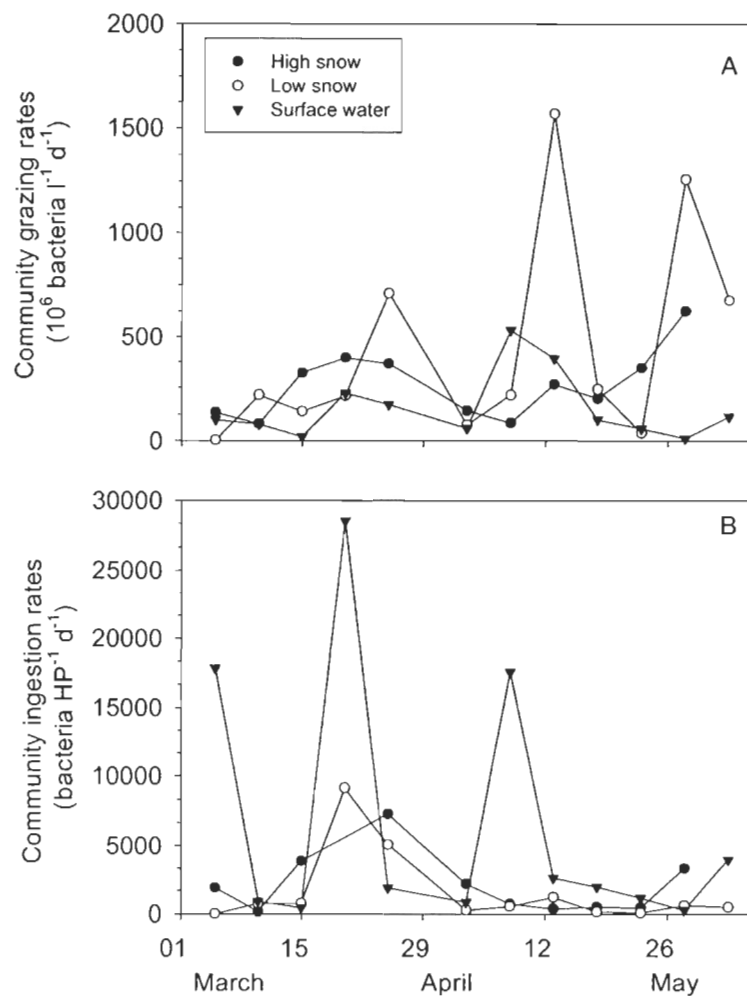 2000
1500
1000
500
0
Community grazing rates
(10⁶ bacteria l⁻¹ d⁻¹)
High snow
Low snow
Surface water
A
30000
25000
20000
15000
10000
5000
0
Community ingestion rates
(bacteria HP⁻¹ d⁻¹)
B
01 15 29 12 26
March April May